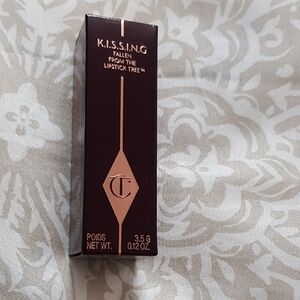 K.I.S.S.I.N.G
FALLEN
FROM THE
LIPSTICK TREE™
CT
POIDS 3.5 G
NET WT. 0.12 OZ.